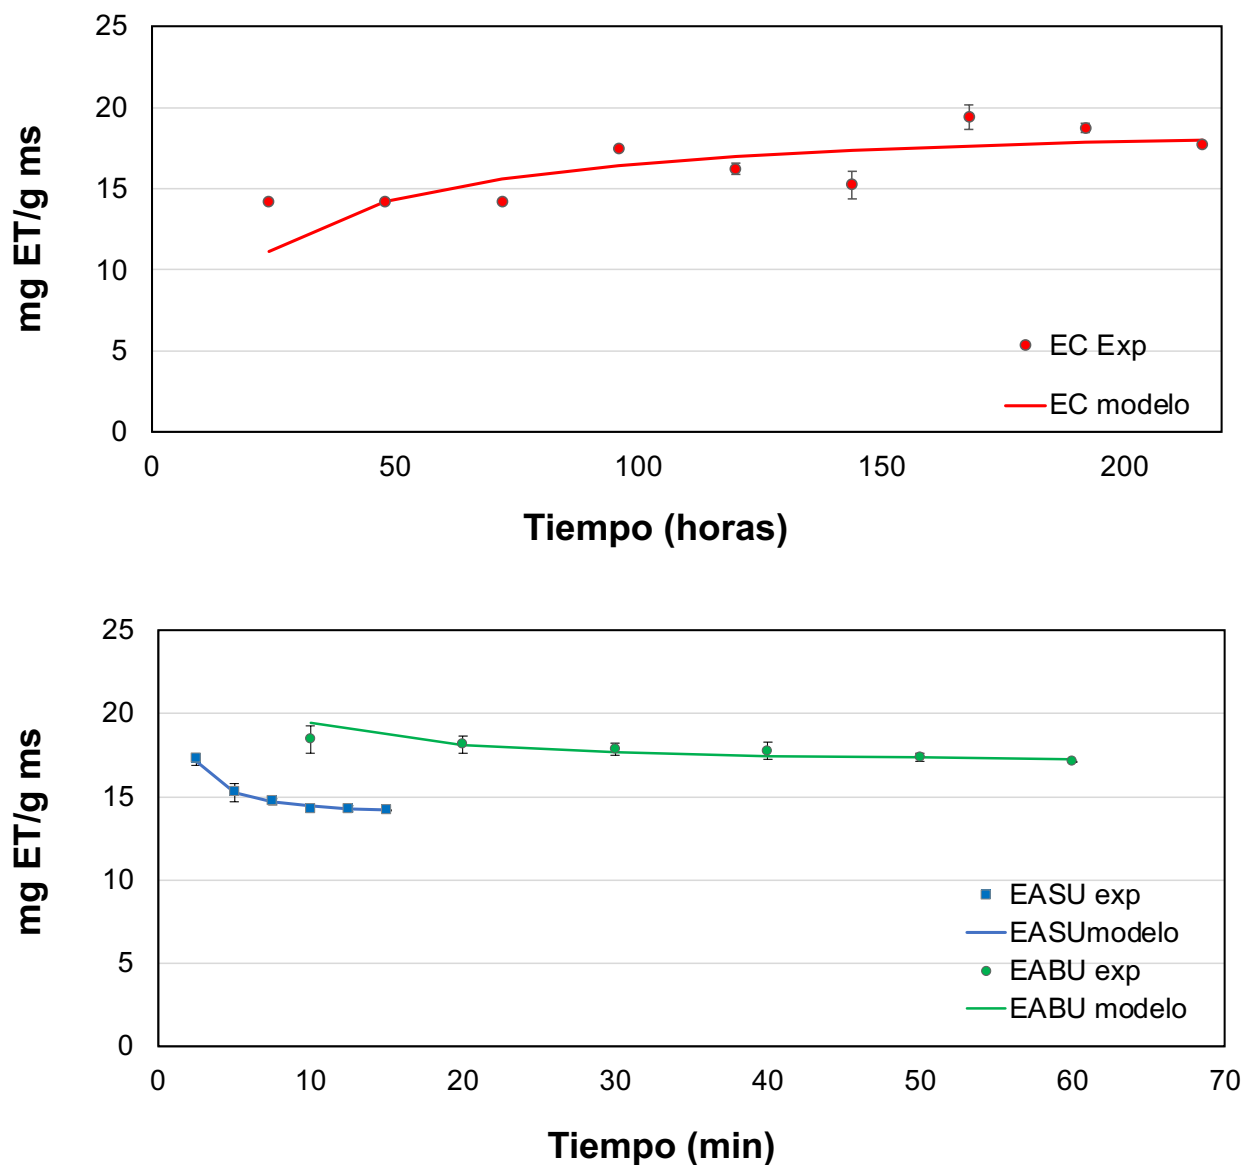 25
20
15
10
5
0
mg ET/g ms
EC Exp
EC modelo
0 50 100 150 200
Tiempo (horas)
25
20
15
10
5
0
mg ET/g ms
EASU exp
EASUmodelo
EABU exp
EABU modelo
0 10 20 30 40 50 60 70
Tiempo (min)